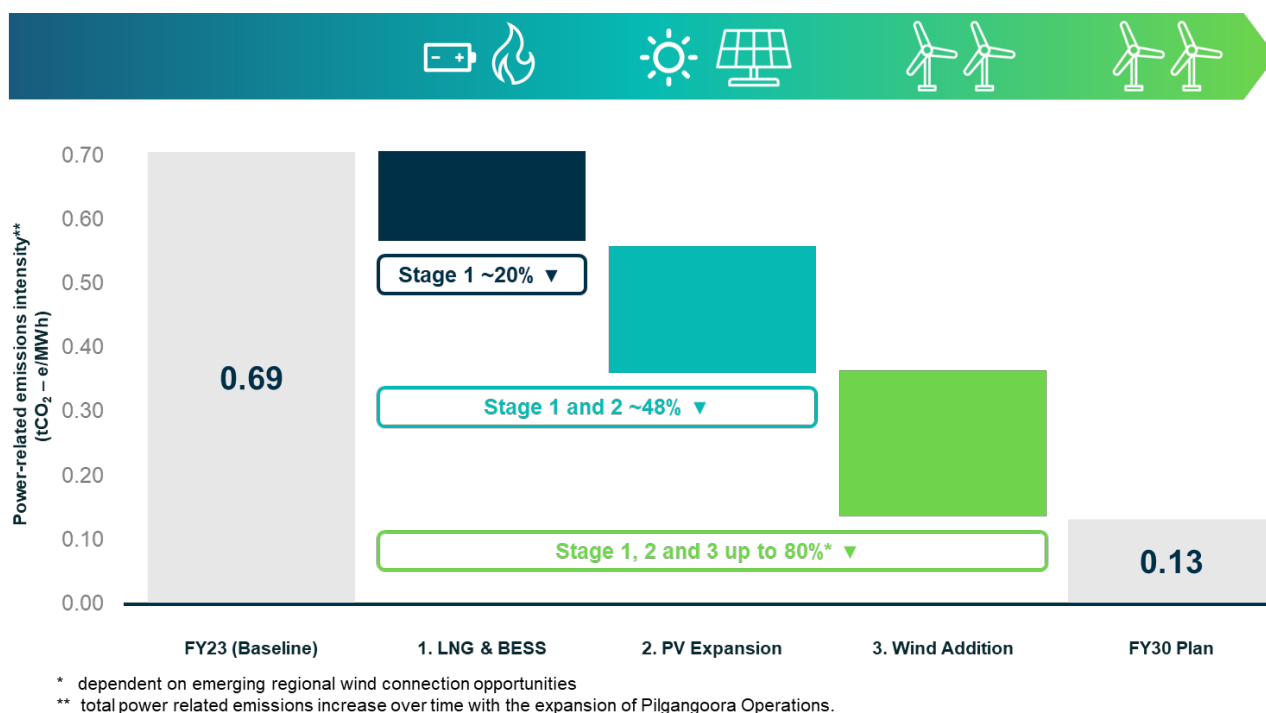 0.70
0.60
0.50
0.40
0.30
0.20
0.10
0.00
Power-related emissions intensity**
(tCO₂ – e/MWh)
0.69
Stage 1 ~20% ▼
Stage 1 and 2 ~48% ▼
Stage 1, 2 and 3 up to 80%* ▼
0.13
FY23 (Baseline)
1. LNG & BESS
2. PV Expansion
3. Wind Addition
FY30 Plan
* dependent on emerging regional wind connection opportunities
** total power related emissions increase over time with the expansion of Pilgangoora Operations.